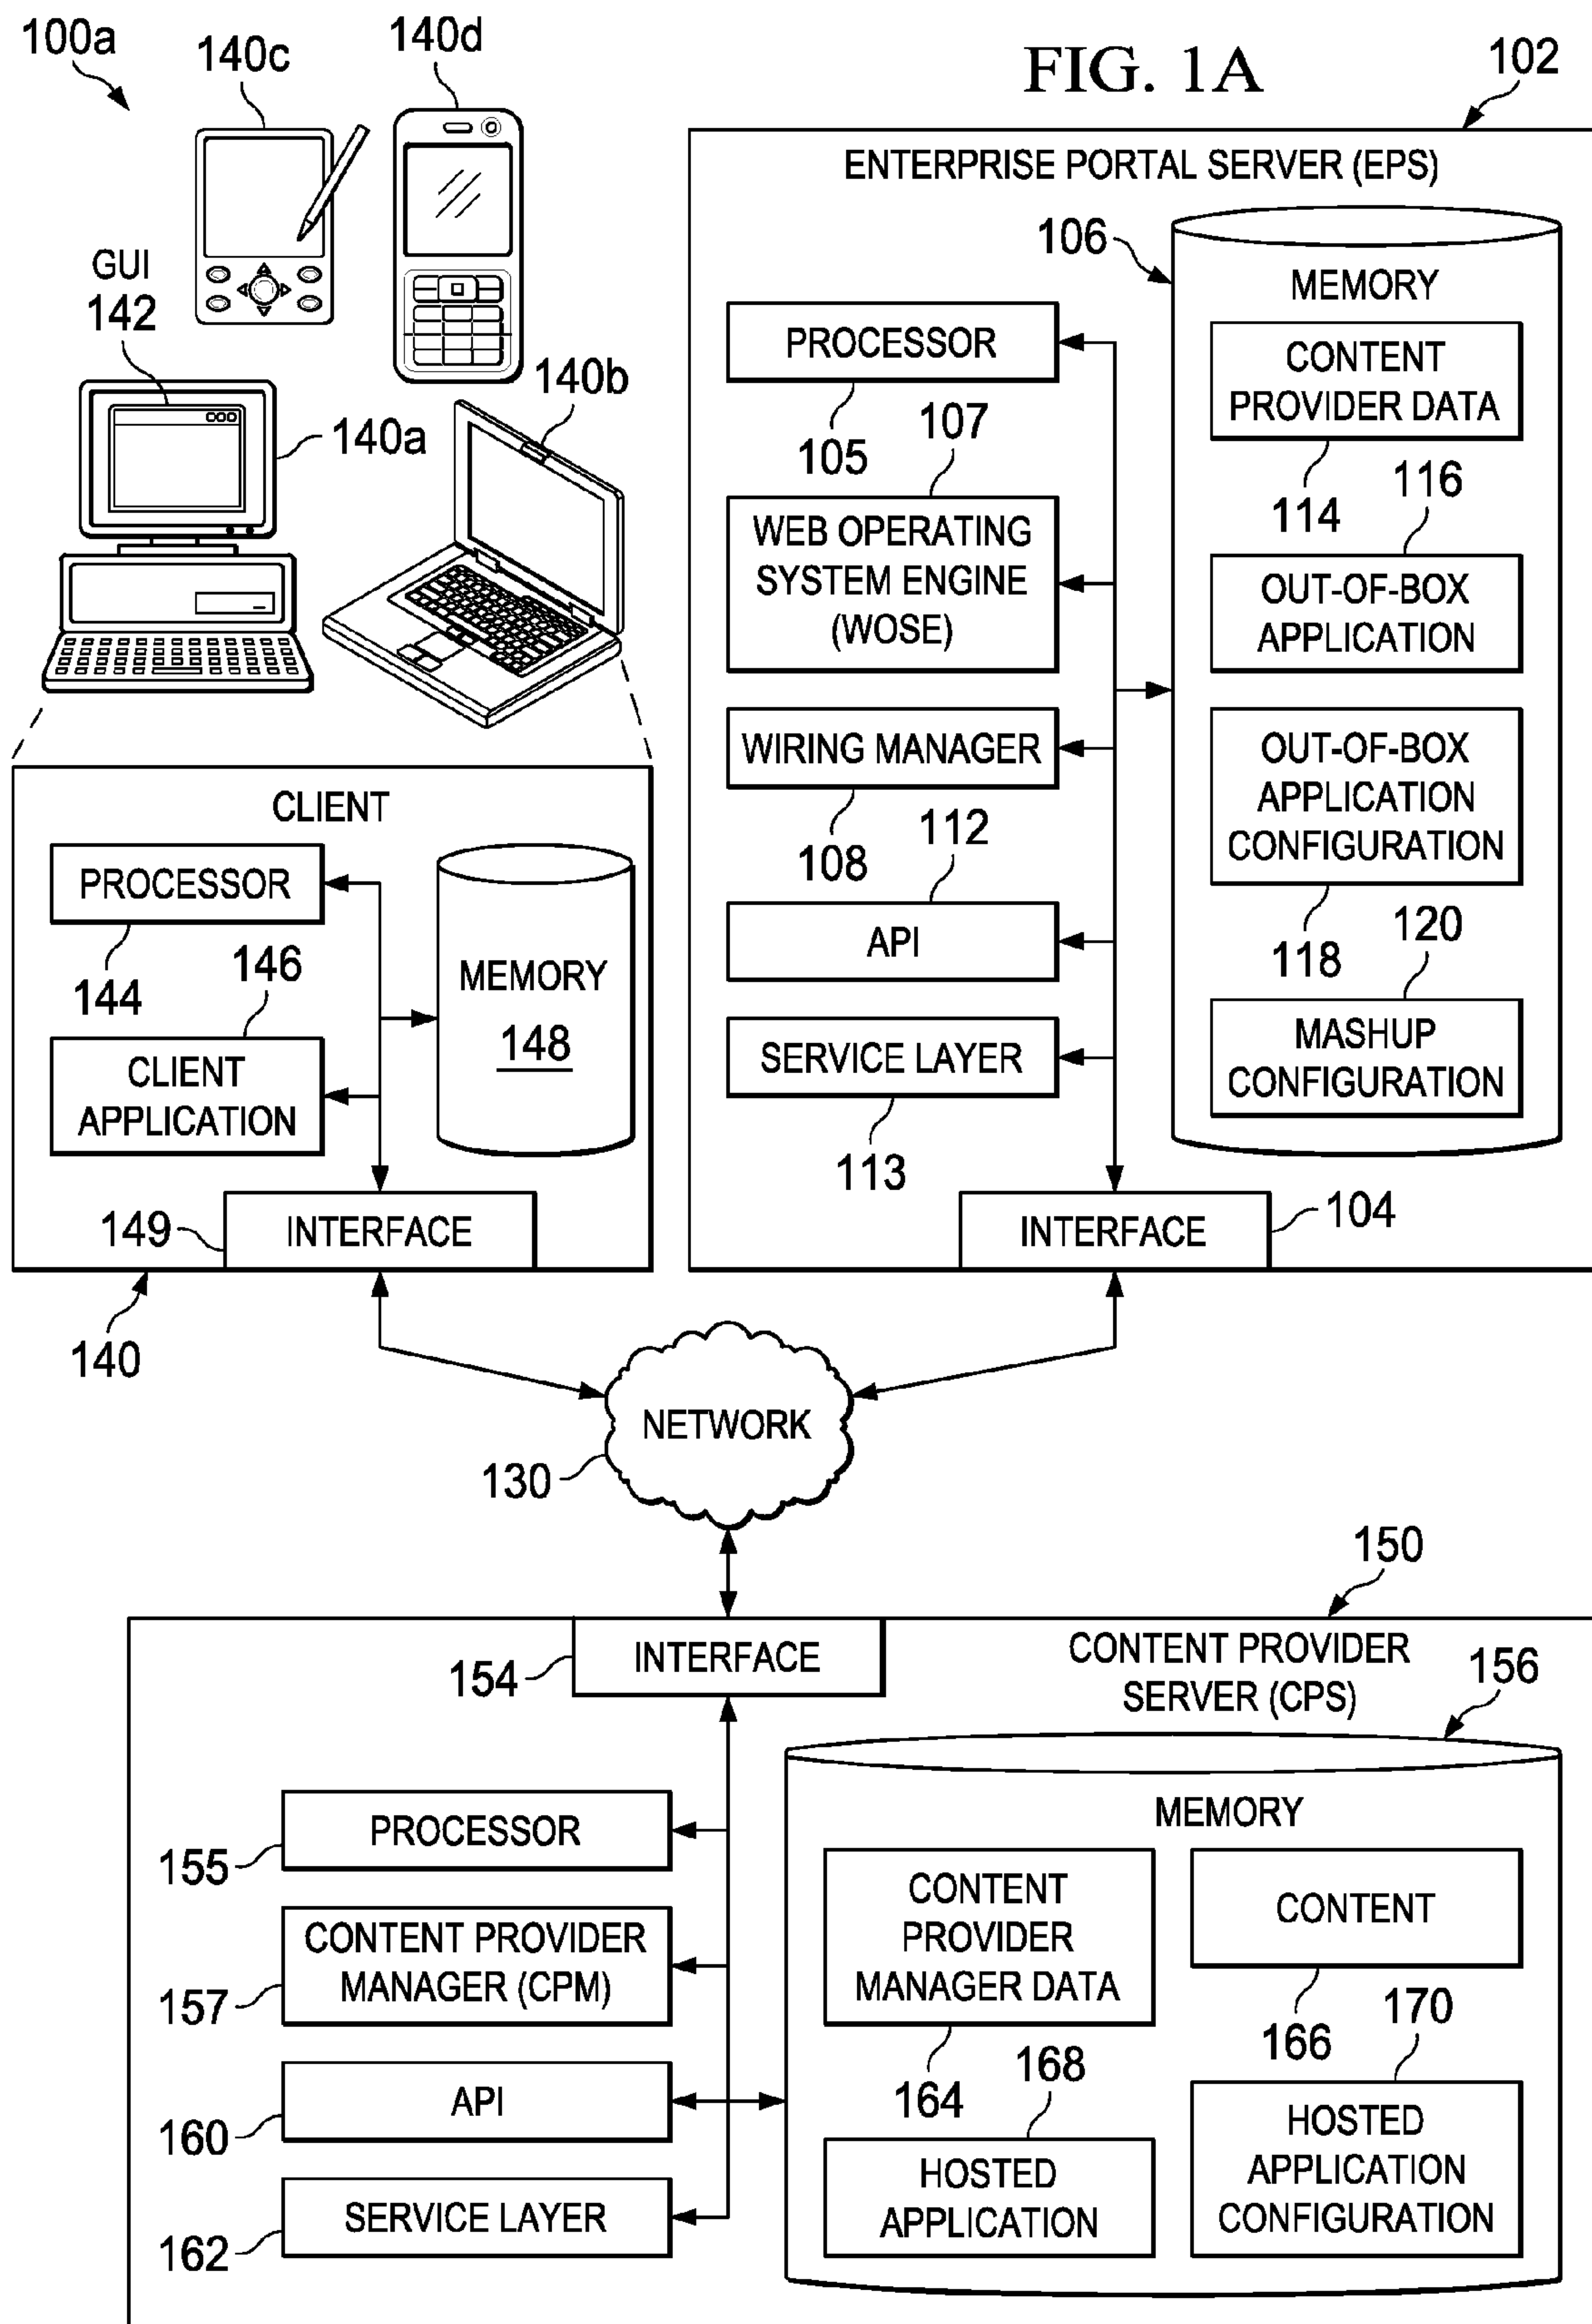 FIG. 1A
100a
140c
140d
GUI
142
140a
140b
CLIENT
PROCESSOR
144
146
CLIENT
APPLICATION
MEMORY
148
149
INTERFACE
140
102
ENTERPRISE PORTAL SERVER (EPS)
106
MEMORY
PROCESSOR
105
107
WEB OPERATING
SYSTEM ENGINE
(WOSE)
WIRING MANAGER
108
112
API
SERVICE LAYER
113
CONTENT
PROVIDER DATA
114
116
OUT-OF-BOX
APPLICATION
OUT-OF-BOX
APPLICATION
CONFIGURATION
118
120
MASHUP
CONFIGURATION
INTERFACE
104
NETWORK
130
150
154
INTERFACE
CONTENT PROVIDER
SERVER (CPS)
156
PROCESSOR
155
CONTENT PROVIDER
MANAGER (CPM)
157
API
160
SERVICE LAYER
162
MEMORY
CONTENT
PROVIDER
MANAGER DATA
164
CONTENT
166
168
HOSTED
APPLICATION
170
HOSTED
APPLICATION
CONFIGURATION